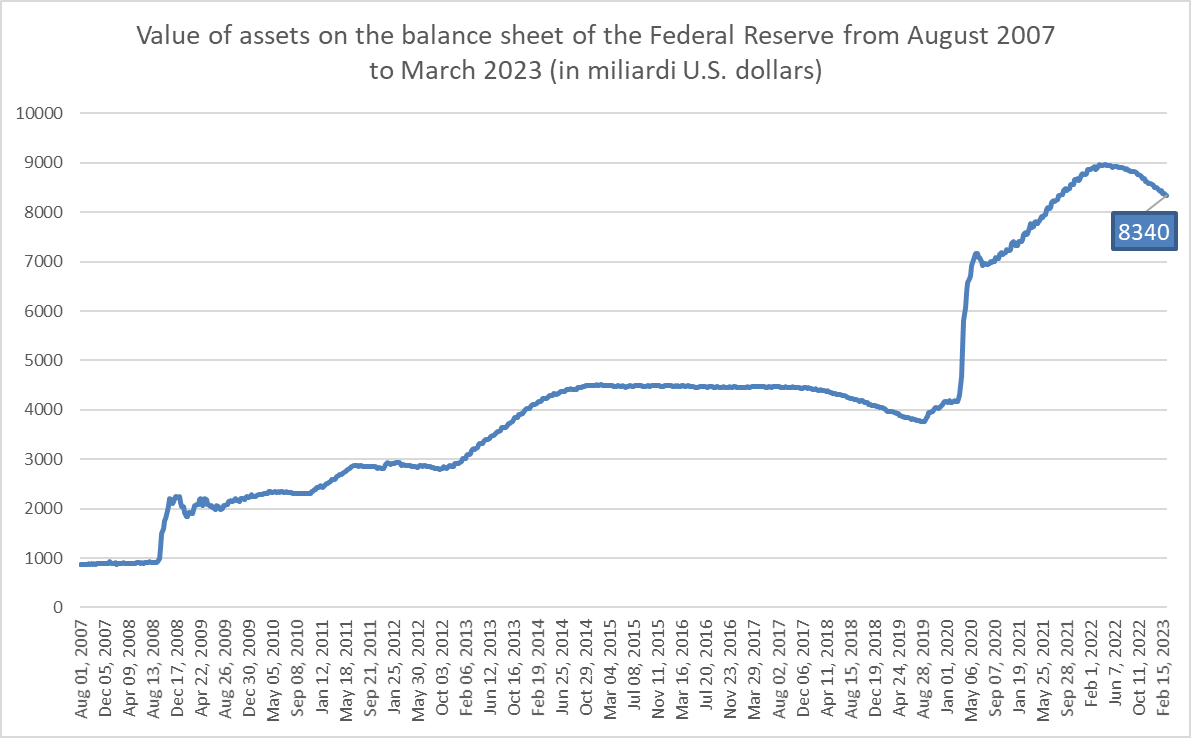 Value of assets on the balance sheet of the Federal Reserve from August 2007
to March 2023 (in miliardi U.S. dollars)
10000
9000
8000
7000
6000
5000
4000
3000
2000
1000
0
8340
Aug 01, 2007
Dec 05, 2007
Apr 09, 2008
Aug 13, 2008
Dec 17, 2008
Apr 22, 2009
Aug 26, 2009
Dec 30, 2009
May 05, 2010
Sep 08, 2010
Jan 12, 2011
May 18, 2011
Sep 21, 2011
Jan 25, 2012
May 30, 2012
Oct 03, 2012
Feb 06, 2013
Jun 12, 2013
Oct 16, 2013
Feb 19, 2014
Jun 25, 2014
Oct 29, 2014
Mar 04, 2015
Jul 08, 2015
Nov 11, 2015
Mar 16, 2016
Jul 20, 2016
Nov 23, 2016
Mar 29, 2017
Aug 02, 2017
Dec 06, 2017
Apr 11, 2018
Aug 15, 2018
Dec 19, 2018
Apr 24, 2019
Aug 28, 2019
Jan 01, 2020
May 06, 2020
Sep 07, 2020
Jan 19, 2021
May 25, 2021
Sep 28, 2021
Feb 1, 2022
Jun 7, 2022
Oct 11, 2022
Feb 15, 2023